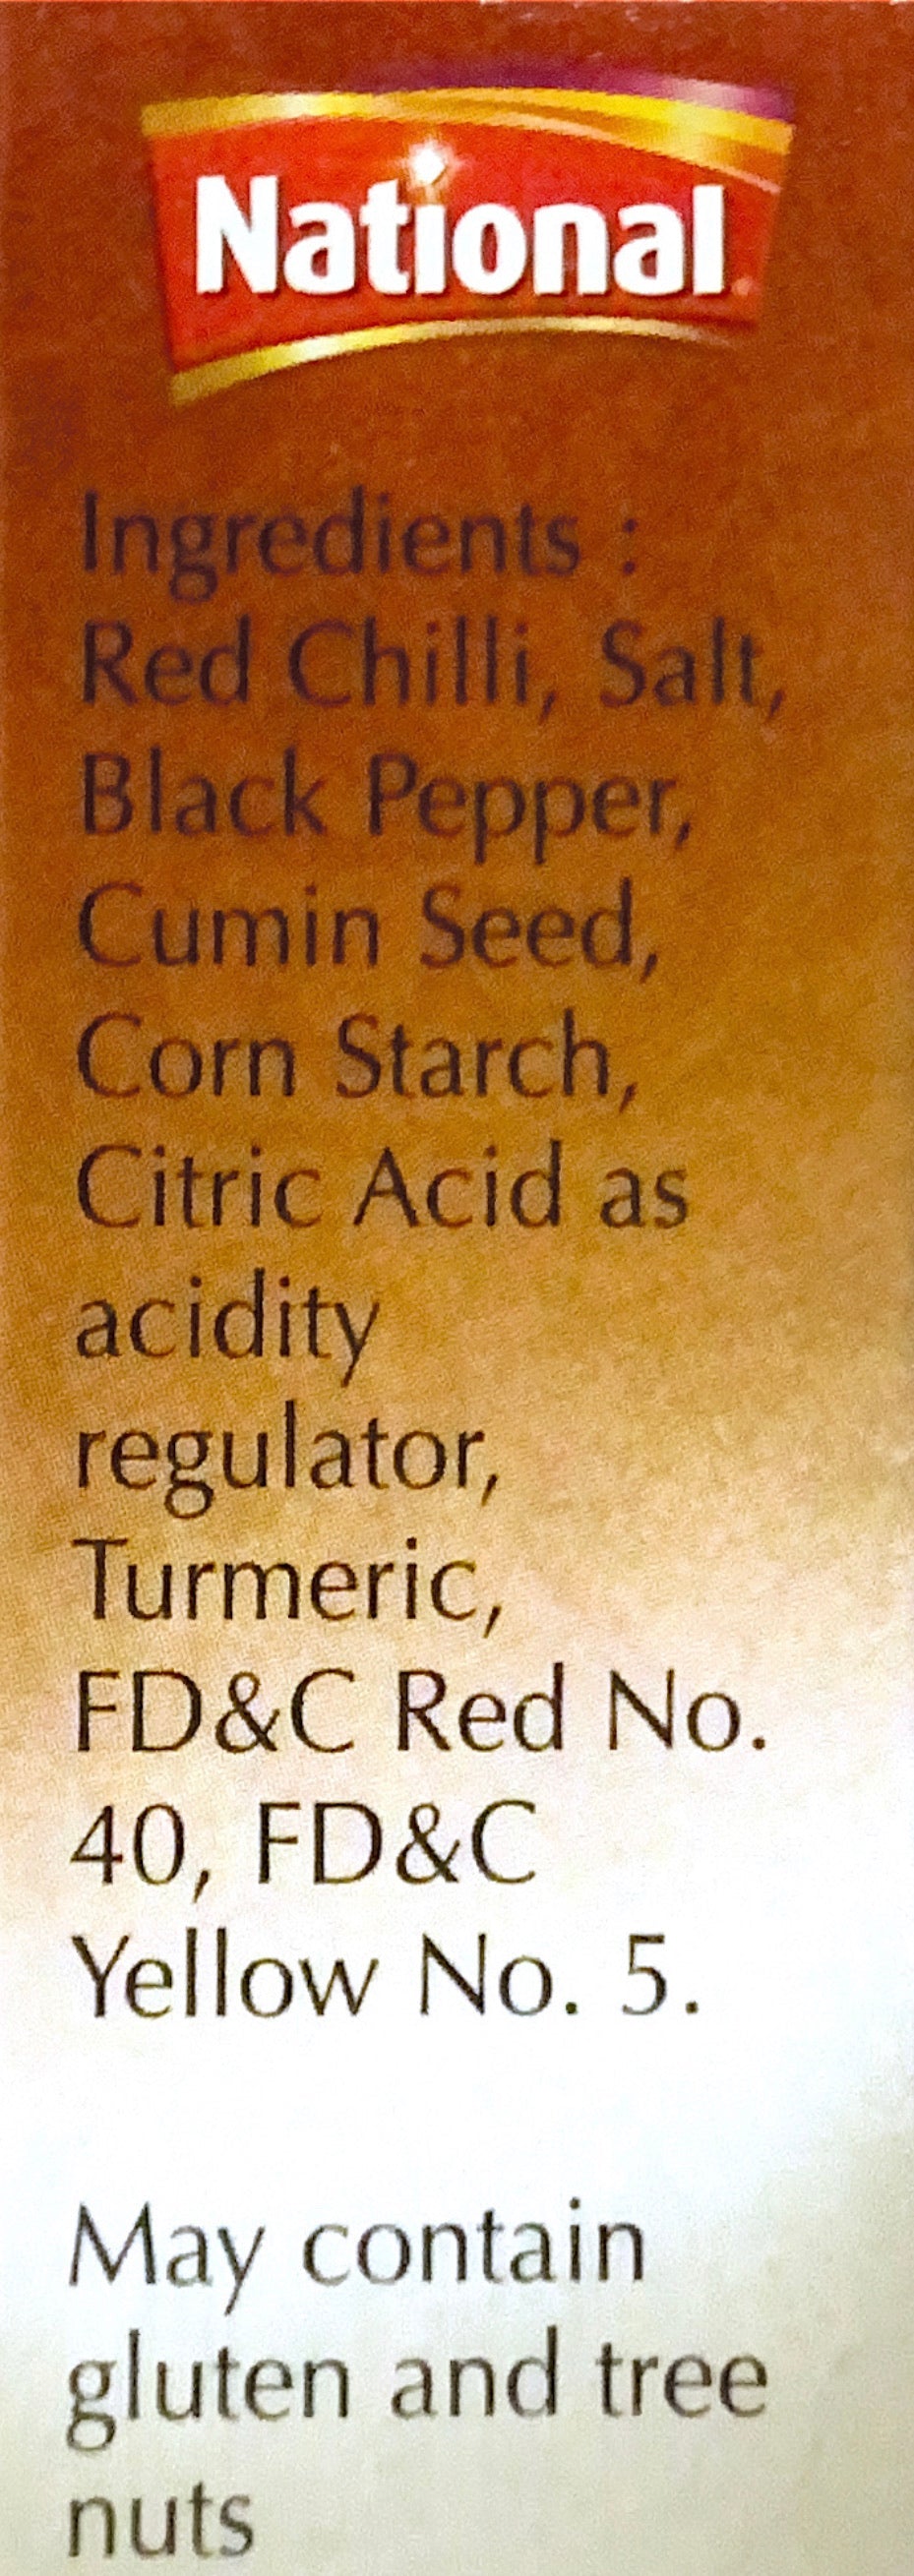 National
Ingredients :
Red Chilli, Salt,
Black Pepper,
Cumin Seed,
Corn Starch,
Citric Acid as
acidity
regulator,
Turmeric,
FD&C Red No.
40, FD&C
Yellow No. 5.
May contain
gluten and tree
nuts